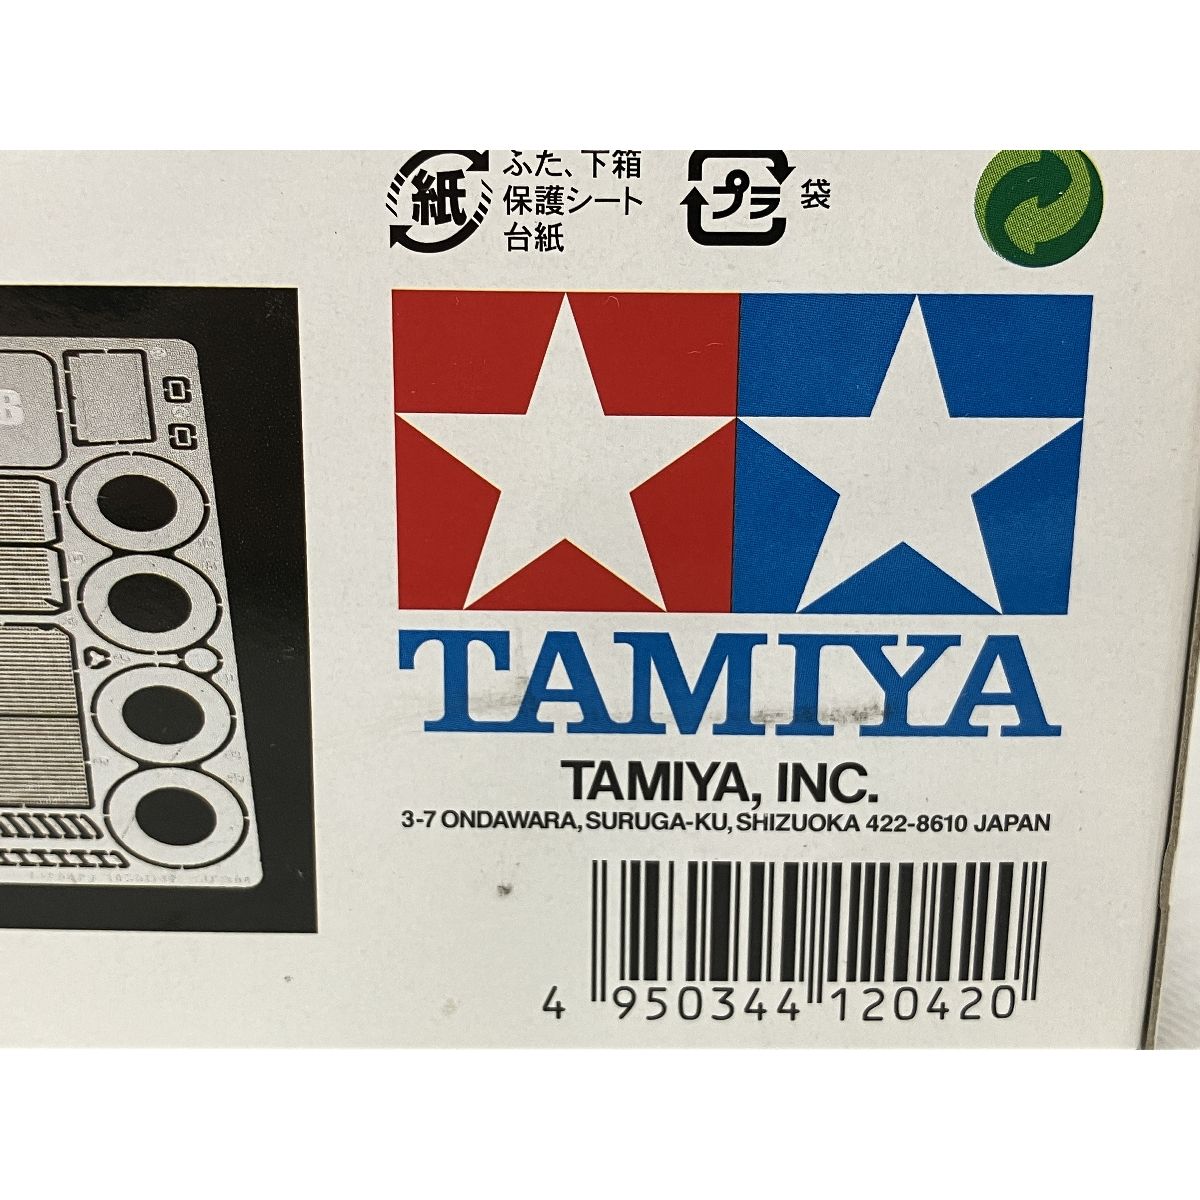 紙
ふた、下箱
保護シート
台紙
プラ
袋
B
TAMIYA
TAMIYA, INC.
3-7 ONDAWARA, SURUGA-KU, SHIZUOKA 422-8610 JAPAN
4 950344 120420